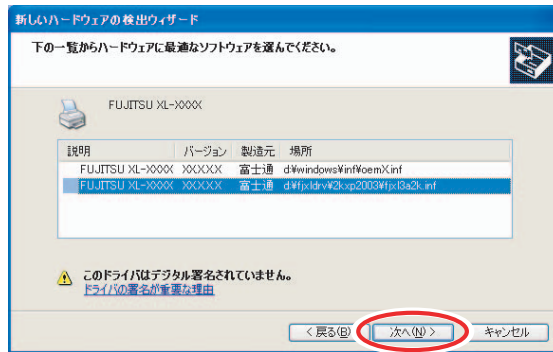 新しいハードウェアの検出ウィザード
下の一覧からハードウェアに最適なソフトウェアを選んでください。
FUJITSU XL-XXXX
説明 バージョン 製造元 場所
FUJITSU XL-XXXX XXXXX 富士通 d:¥windows¥inf¥oemX.inf
FUJITSU XL-XXXX XXXXX 富士通 d:¥fjxldrv¥2kxp2003¥fjxl3a2k.inf
このドライバはデジタル署名されていません。
ドライバの署名が重要な理由
< 戻る(B) 次へ(N) > キャンセル